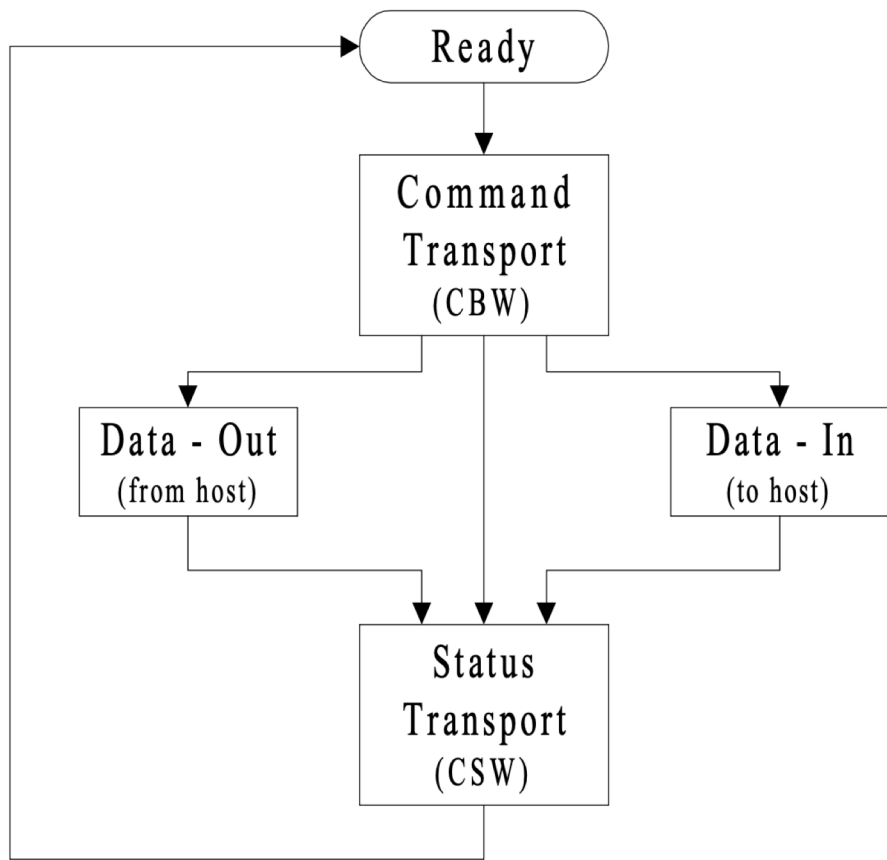 Ready
Command
Transport
(CBW)
Data - Out
(from host)
Data - In
(to host)
Status
Transport
(CSW)